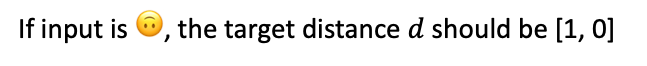 If input is 🙃, the target distance 𝑑 should be [1, 0]